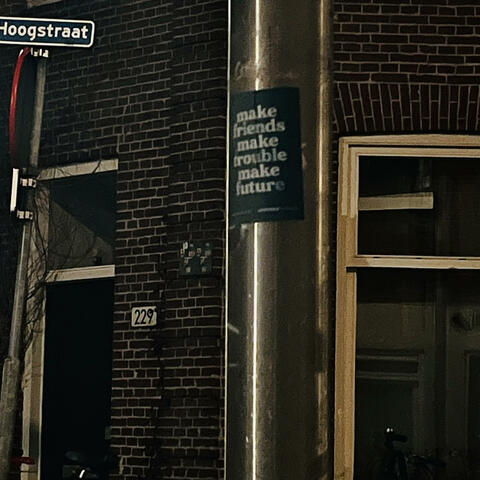 Hoogstraat
make
friends
make
trouble
make
future
229